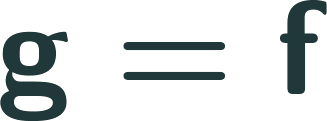 g = f